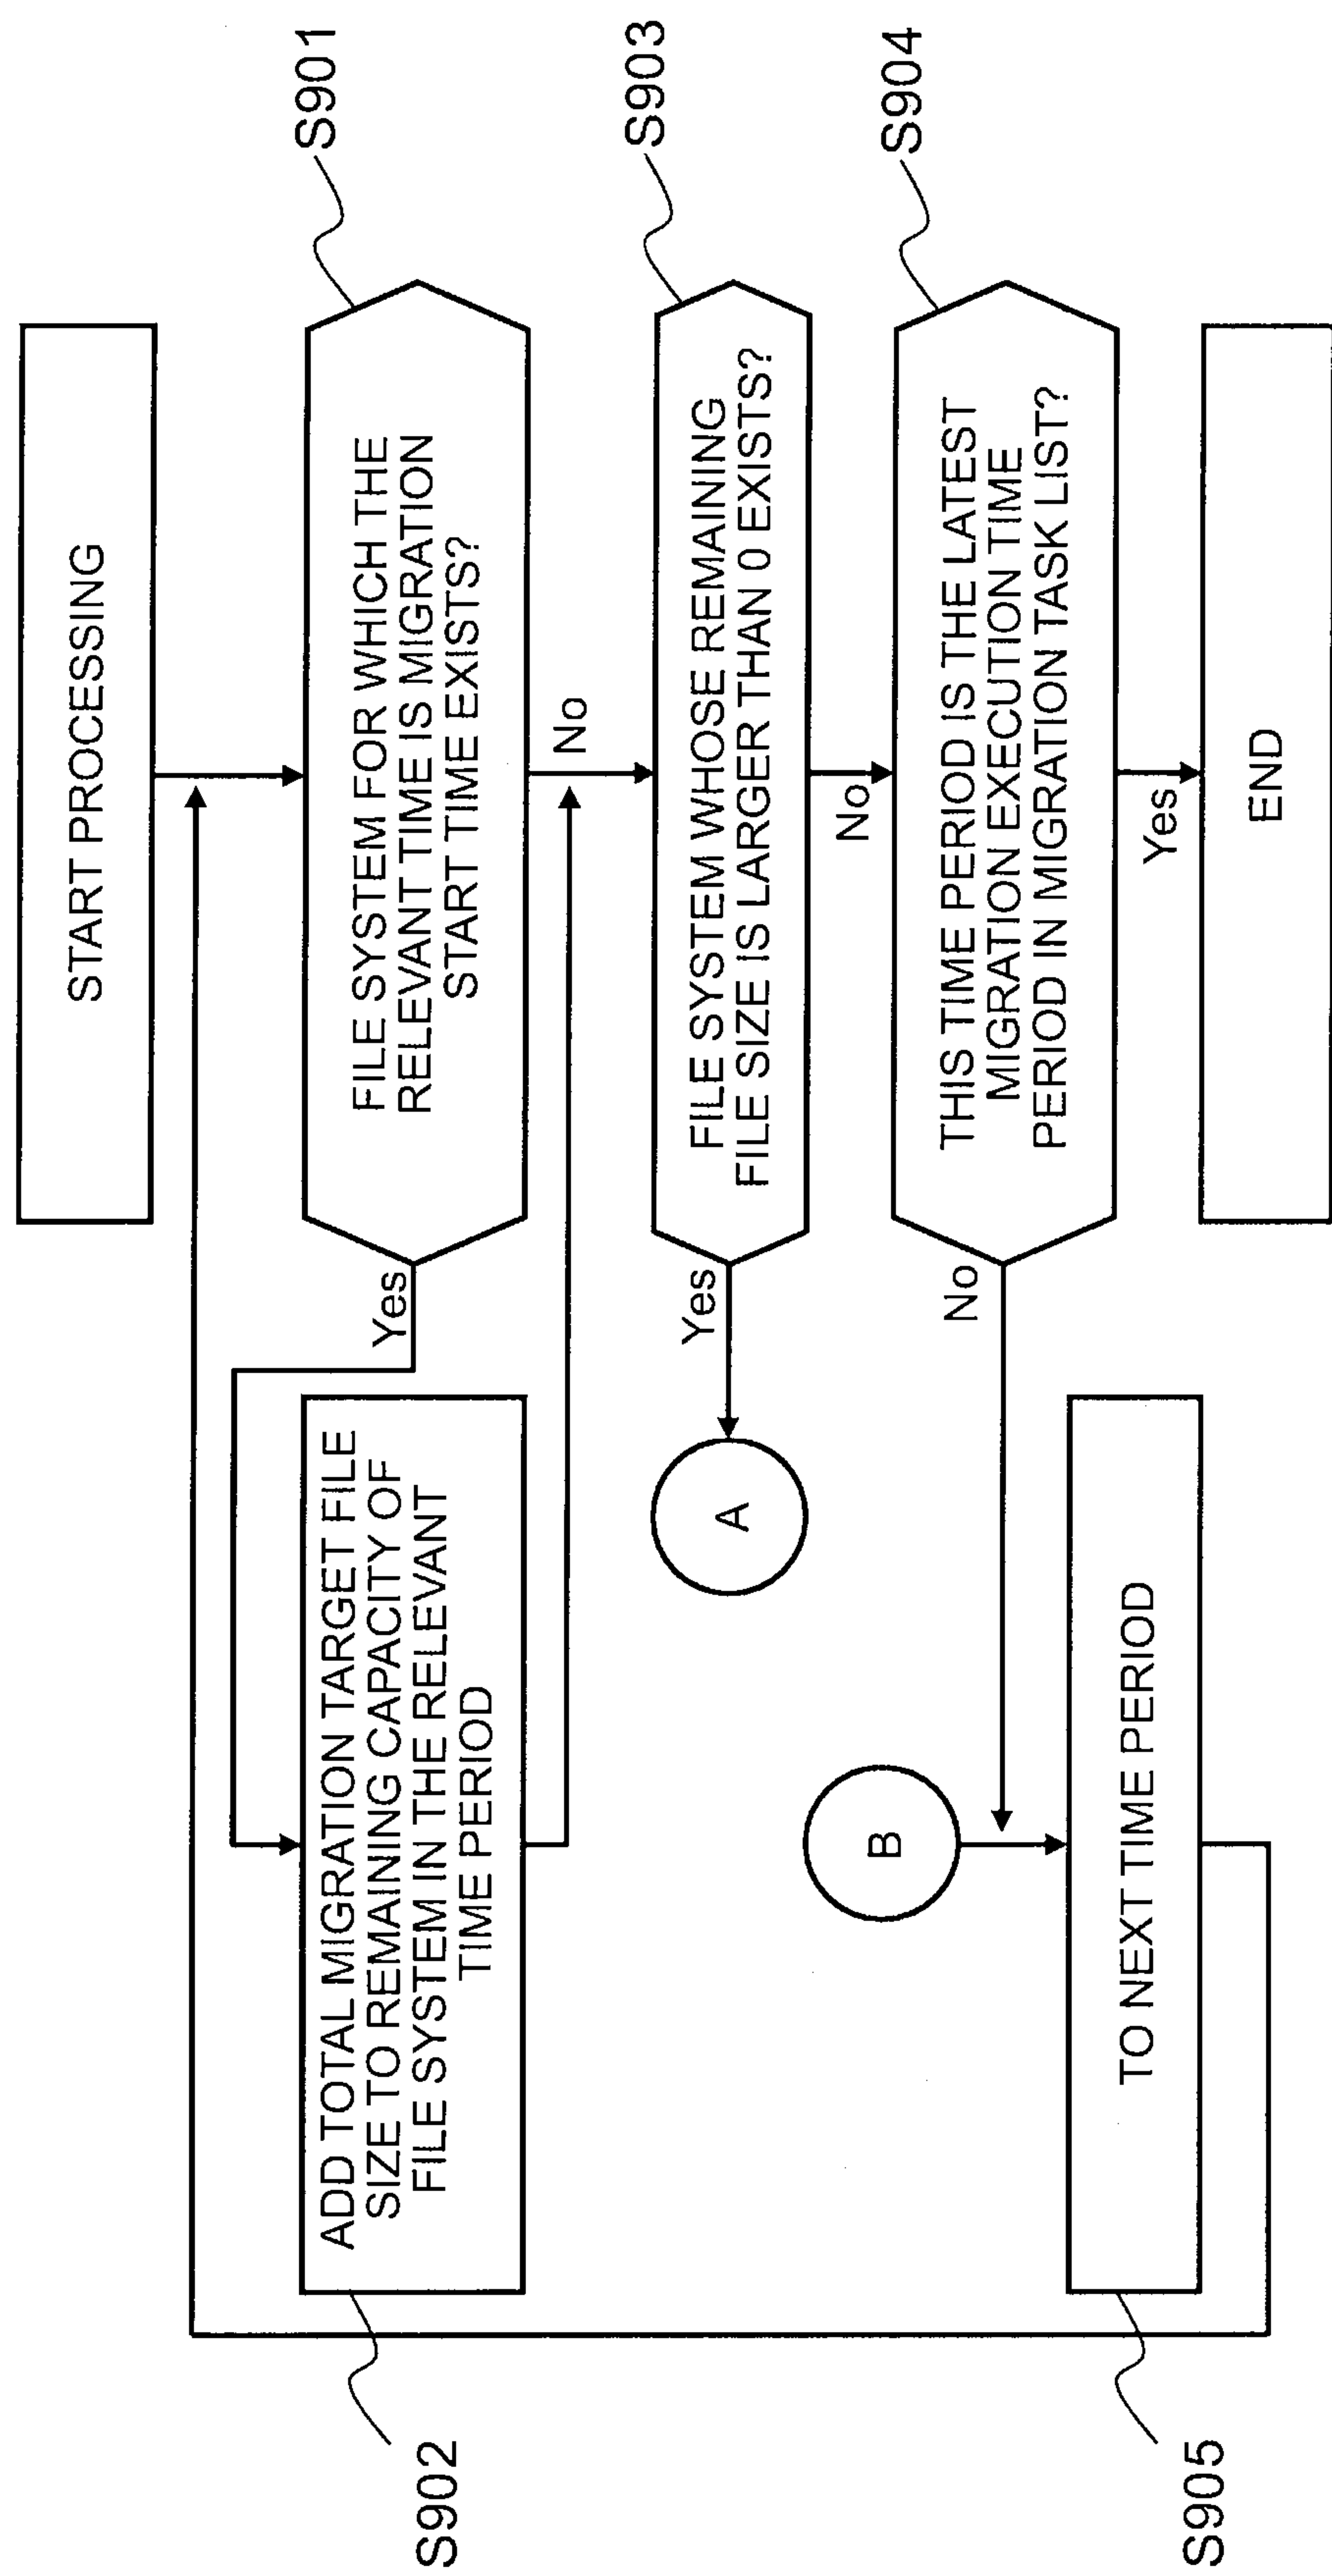 START PROCESSING
S901
FILE SYSTEM FOR WHICH THE
RELEVANT TIME IS MIGRATION
START TIME EXISTS?
Yes
No
S902
ADD TOTAL MIGRATION TARGET FILE
SIZE TO REMAINING CAPACITY OF
FILE SYSTEM IN THE RELEVANT
TIME PERIOD
S903
FILE SYSTEM WHOSE REMAINING
FILE SIZE IS LARGER THAN 0 EXISTS?
Yes
A
No
S904
THIS TIME PERIOD IS THE LATEST
MIGRATION EXECUTION TIME
PERIOD IN MIGRATION TASK LIST?
No
Yes
B
S905
TO NEXT TIME PERIOD
END